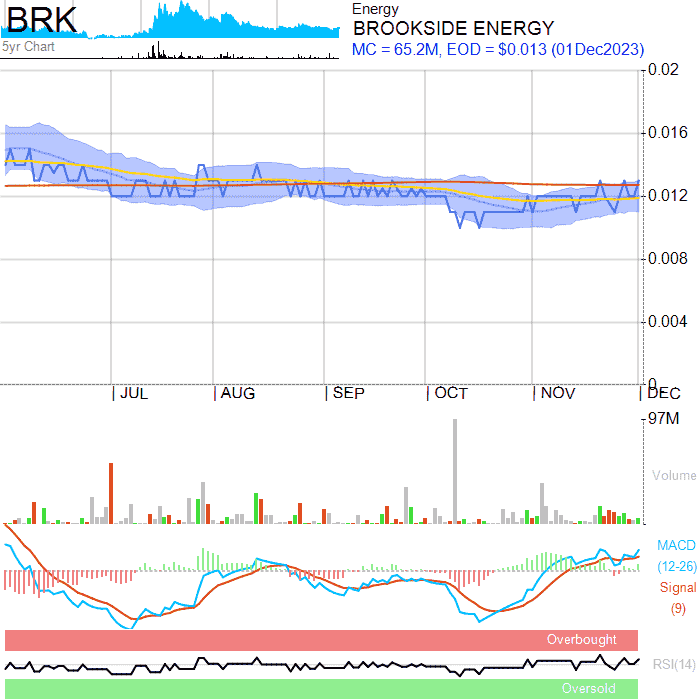 BRK
5yr Chart
Energy
BROOKSIDE ENERGY
MC = 65.2M, EOD = $0.013 (01Dec2023)
0.02
0.016
0.012
0.008
0.004
0
JUL AUG SEP OCT NOV DEC
97M
Volume
MACD
(12-26)
Signal
(9)
Overbought
RSI(14)
Oversold